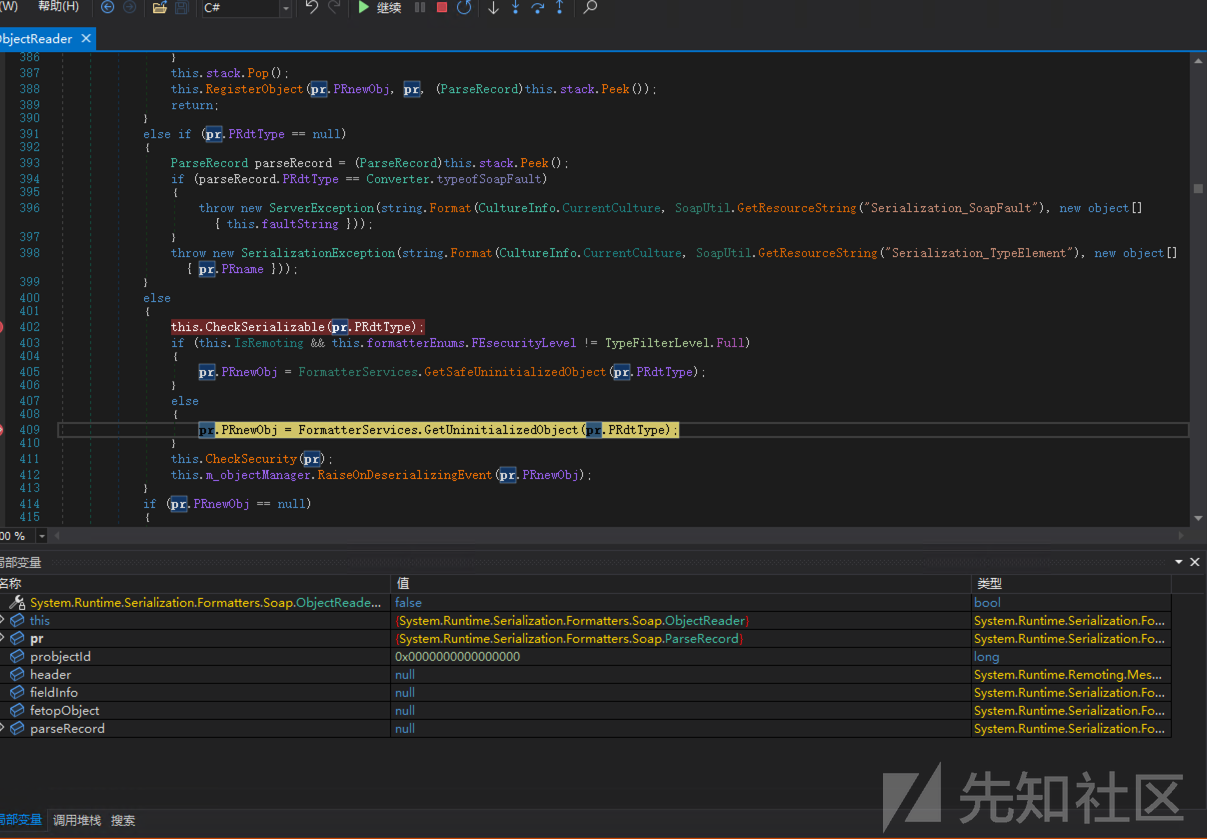 (W) 帮助(H) C# 继续
ObjectReader
386 }
387 this.stack.Pop();
388 this.RegisterObject(pr.PRnewObj, pr, (ParseRecord)this.stack.Peek());
389 return;
390 }
391 else if (pr.PRdtType == null)
392 {
393 ParseRecord parseRecord = (ParseRecord)this.stack.Peek();
394 if (parseRecord.PRdtType == Converter.typeofSoapFault)
395 {
396 throw new ServerException(string.Format(CultureInfo.CurrentCulture, SoapUtil.GetResourceString("Serialization_SoapFault"), new object[]
{ this.faultString }));
397 }
398 throw new SerializationException(string.Format(CultureInfo.CurrentCulture, SoapUtil.GetResourceString("Serialization_TypeElement"), new object[]
{ pr.PRname }));
399 }
400 else
401 {
402 this.CheckSerializable(pr.PRdtType);
403 if (this.IsRemoting && this.formatterEnums.FEsecurityLevel != TypeFilterLevel.Full)
404 {
405 pr.PRnewObj = FormatterServices.GetSafeUninitializedObject(pr.PRdtType);
406 }
407 else
408 {
409 pr.PRnewObj = FormatterServices.GetUninitializedObject(pr.PRdtType);
410 }
411 this.CheckSecurity(pr);
412 this.m_objectManager.RaiseOnDeserializingEvent(pr.PRnewObj);
413 }
414 if (pr.PRnewObj == null)
415 {
00 %
局部变量
名称 值 类型
System.Runtime.Serialization.Formatters.Soap.ObjectReade... false bool
this {System.Runtime.Serialization.Formatters.Soap.ObjectReader} System.Runtime.Serialization.Fo...
pr {System.Runtime.Serialization.Formatters.Soap.ParseRecord} System.Runtime.Serialization.Fo...
probjectId 0x0000000000000000 long
header null System.Runtime.Remoting.Mes...
fieldInfo null System.Runtime.Serialization.Fo...
fetopObject null System.Runtime.Serialization.Fo...
parseRecord null System.Runtime.Serialization.Fo...
先知社区
局部变量 调用堆栈 搜索